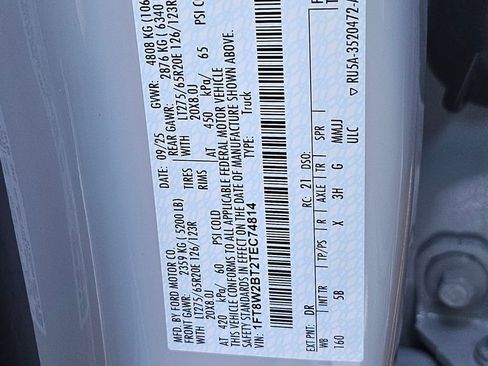 MFD. BY FORD MOTOR CO. 09/25 GVWR: 4808 KG (106
FRONT GAWR: 2359 KG ( 5200 LB) REAR GAWR: 2876 KG ( 6340
LT275/65R20E 126/123R TIRES WITH LT275/65R20E 126/123R
20X8.0J RIMS 20X8.0J
AT 420 kPa/ 60 PSI COLD AT 450 kPa/ 65 PSI CO
THIS VEHICLE CONFORMS TO ALL APPLICABLE FEDERAL MOTOR VEHICLE
SAFETY STANDARDS IN EFFECT ON THE DATE OF MANUFACTURE SHOWN ABOVE.
VIN: 1FT8W2BT2TEC74814 TYPE: Truck
EXT PNT: DR RC: 21 DSO:
WB INT TR TP/PS R AXLE TR SPR
160 5B X 3H G MMJJ
ULC
▽ RU5A-3520472-